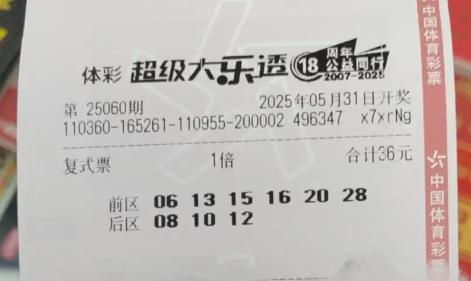 体彩 超级大乐透 18周年 公益同行 2007-2025
第 25060期 2025年05月31日开奖
110360-165261-110955-200002 496347 x7xrNg
复式票 1倍 合计36元
前区 06 13 15 16 20 28
后区 08 10 12
中国体育彩票
中国体育彩票